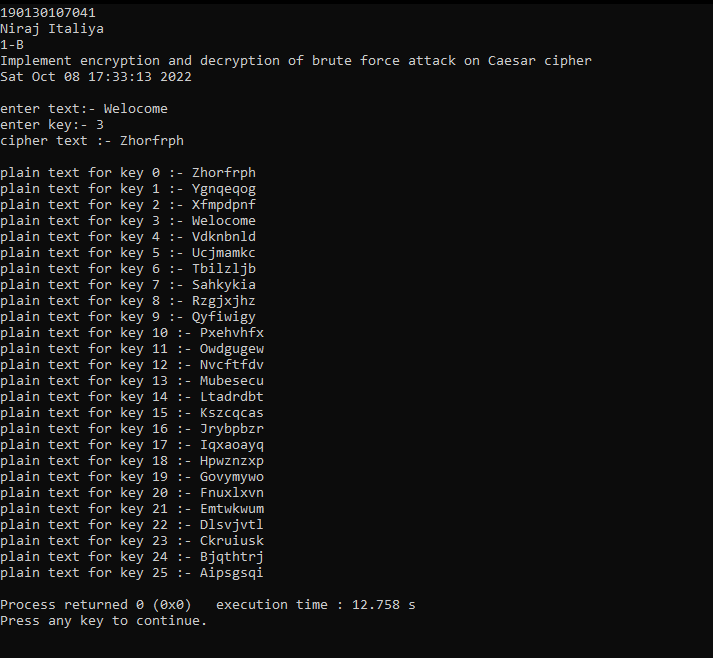 190130107041
Niraj Italiya
1-B
Implement encryption and decryption of brute force attack on Caesar cipher
Sat Oct 08 17:33:13 2022
enter text:- Welocome
enter key:- 3
cipher text :- Zhorfrph
plain text for key 0 :- Zhorfrph
plain text for key 1 :- Ygnqeqog
plain text for key 2 :- Xfmpdpnf
plain text for key 3 :- Welocome
plain text for key 4 :- Vdknbnld
plain text for key 5 :- Ucjmamkc
plain text for key 6 :- Tbilzljb
plain text for key 7 :- Sahkykia
plain text for key 8 :- Rzgjxjhz
plain text for key 9 :- Qyfiwigy
plain text for key 10 :- Pxehvhfx
plain text for key 11 :- Owdgugew
plain text for key 12 :- Nvcftfdv
plain text for key 13 :- Mubesecu
plain text for key 14 :- Ltadrdbt
plain text for key 15 :- Kszcqcas
plain text for key 16 :- Jrybpbzr
plain text for key 17 :- Iqxaoayq
plain text for key 18 :- Hpwznzxp
plain text for key 19 :- Govymywo
plain text for key 20 :- Fnuxlxvn
plain text for key 21 :- Emtwkwum
plain text for key 22 :- Dlsvjvtl
plain text for key 23 :- Ckruiusk
plain text for key 24 :- Bjqthtrj
plain text for key 25 :- Aipsgsqi
Process returned 0 (0x0)   execution time : 12.758 s
Press any key to continue.